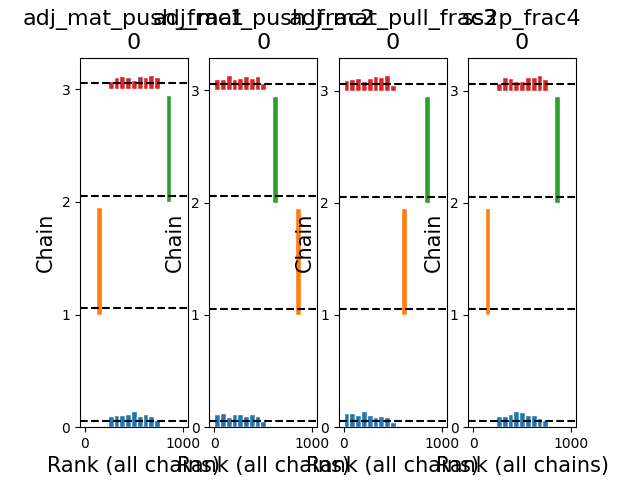 adj_mat_push_frac1 adj_mat_push_frac2
0 0 0 0
3 3 3 3
2 2 2 2
1 1 1 1
0 0 0 0
Chain Chain Chain Chain
0 1000 0 1000 0 1000 0 1000
Rank (all chains) Rank (all chains) Rank (all chains) Rank (all chains)